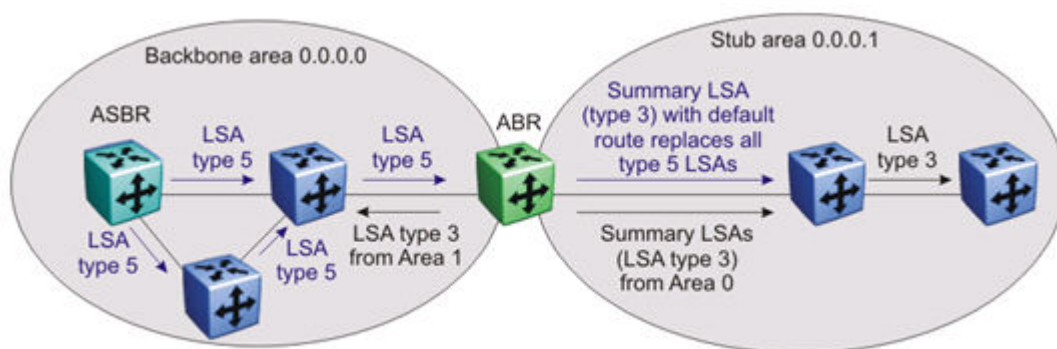 Backbone area 0.0.0.0
Stub area 0.0.0.1
ASBR
LSA
type 5
LSA
type 5
ABR
Summary LSA
(type 3) with default
route replaces all
type 5 LSAs
LSA
type 3
LSA
type 5
LSA
type 5
LSA type 3
from Area 1
Summary LSAs
(LSA type 3)
from Area 0